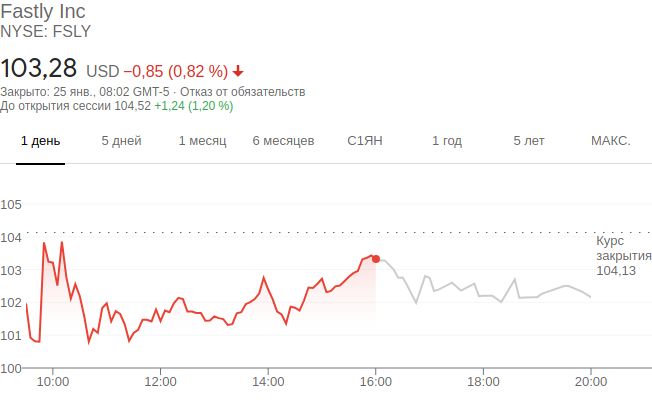 Fastly Inc
NYSE: FSLY
103,28 USD −0,85 (0,82 %)
Закрыто: 25 янв., 08:02 GMT-5 · Отказ от обязательств
До открытия сессии 104,52 +1,24 (1,20 %)
1 день 5 дней 1 месяц 6 месяцев С1ЯН 1 год 5 лет МАКС.
105
104
103
102
101
100
Курс
закрытия
104,13
10:00 12:00 14:00 16:00 18:00 20:00